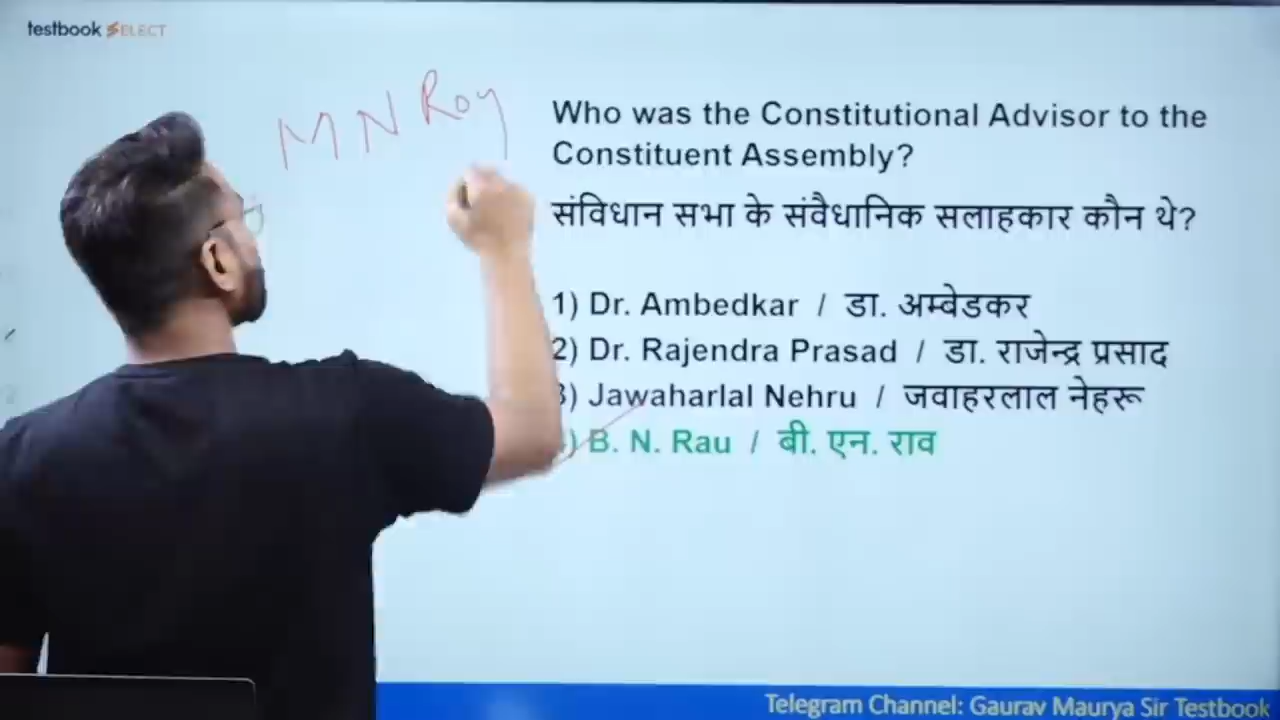 testbook SELECT
M N Roy
Who was the Constitutional Advisor to the
Constituent Assembly?
संविधान सभा के संवैधानिक सलाहकार कौन थे?
1) Dr. Ambedkar / डा. अम्बेडकर
2) Dr. Rajendra Prasad / डा. राजेन्द्र प्रसाद
3) Jawaharlal Nehru / जवाहरलाल नेहरू
) B. N. Rau / बी. एन. राव
Telegram Channel: Gaurav Maurya Sir Testbook